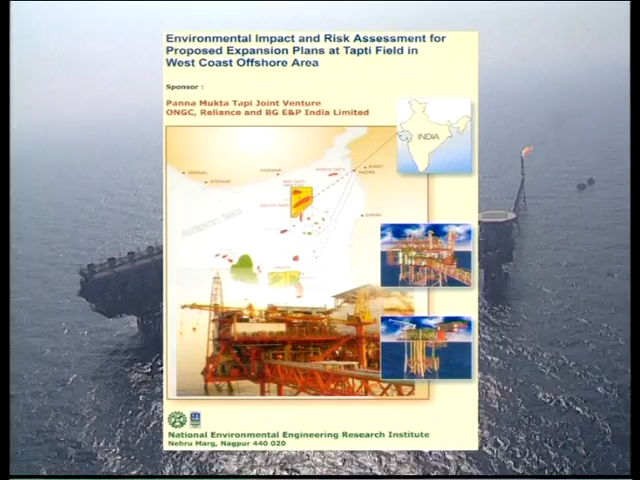 Environmental Impact and Risk Assessment for
Proposed Expansion Plans at Tapti Field in
West Coast Offshore Area
Sponsor :
Panna Mukta Tapi Joint Venture
ONGC, Reliance and BG E&P India Limited
INDIA
Arabian Sea
National Environmental Engineering Research Institute
Nehru Marg, Nagpur 440 020